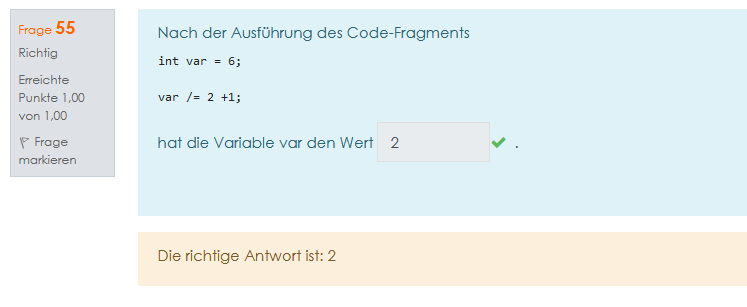 Frage 55
Richtig
Erreichte
Punkte 1,00
von 1,00
Frage
markieren
Nach der Ausführung des Code-Fragments
int var = 6;
var /= 2 +1;
hat die Variable var den Wert 2 .
Die richtige Antwort ist: 2